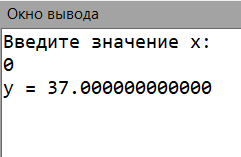 Окно вывода
Введите значение x:
0
y = 37.000000000000